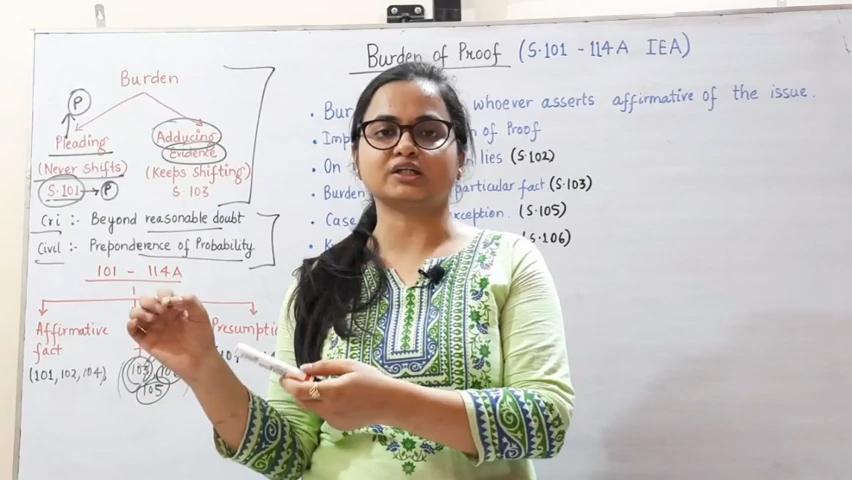 Burden of Proof (S.101 - 114A IEA)
Burden
P
Pleading
Adducing
Evidence
(Never Shifts)
(Keeps Shifting)
S.101 → P
S.103
Cri :- Beyond reasonable doubt
Civil :- Preponderence of Probability
101 - 114A
Affirmative
fact
(101, 102, 104)
103
105
Presumptio
• Bur whoever asserts affirmative of the issue.
• Imp n of Proof
• On lies (S.102)
• Burden particular fact (S.103)
• Case xception. (S.105)
• K (S.106)